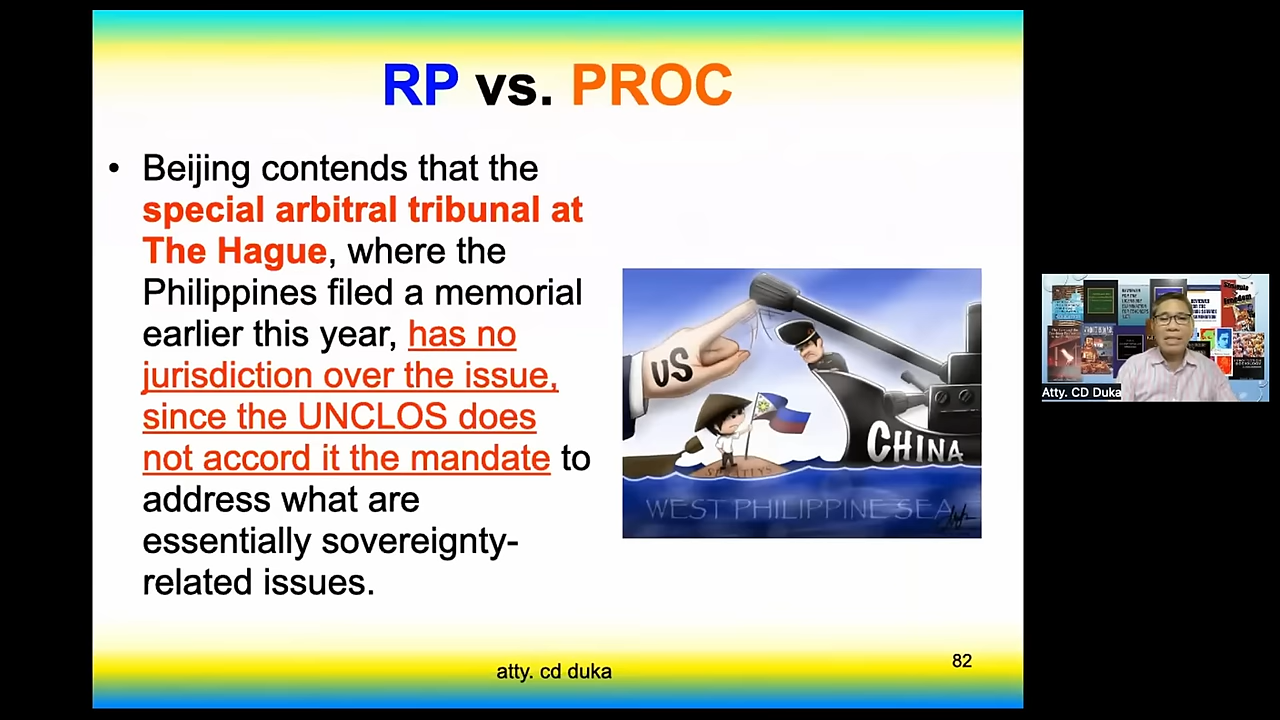 RP vs. PROC
• Beijing contends that the
special arbitral tribunal at
The Hague, where the
Philippines filed a memorial
earlier this year, has no
jurisdiction over the issue,
since the UNCLOS does
not accord it the mandate to
address what are
essentially sovereignty-
related issues.
US
CHINA
SPRATLYS
WEST PHILIPPINE SEA
atty. cd duka
82
Atty. CD Duka